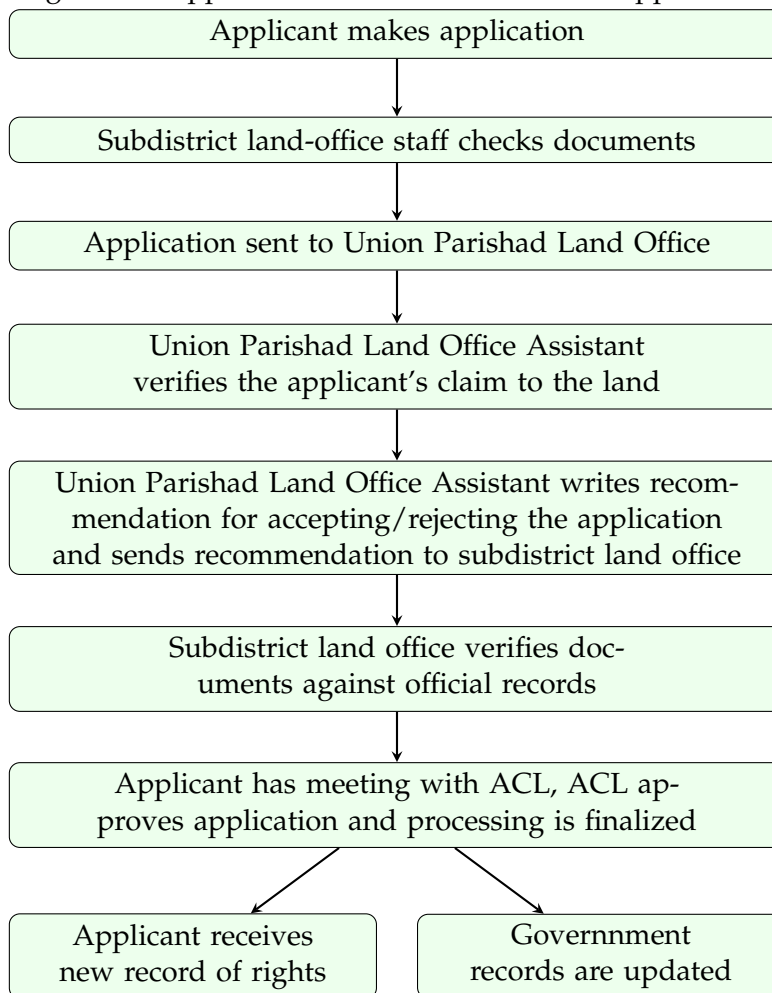 Applicant makes application
Subdistrict land-office staff checks documents
Application sent to Union Parishad Land Office
Union Parishad Land Office Assistant
verifies the applicant's claim to the land
Union Parishad Land Office Assistant writes recom-
mendation for accepting/rejecting the application
and sends recommendation to subdistrict land office
Subdistrict land office verifies doc-
uments against official records
Applicant has meeting with ACL, ACL ap-
proves application and processing is finalized
Applicant receives
new record of rights
Governnment
records are updated